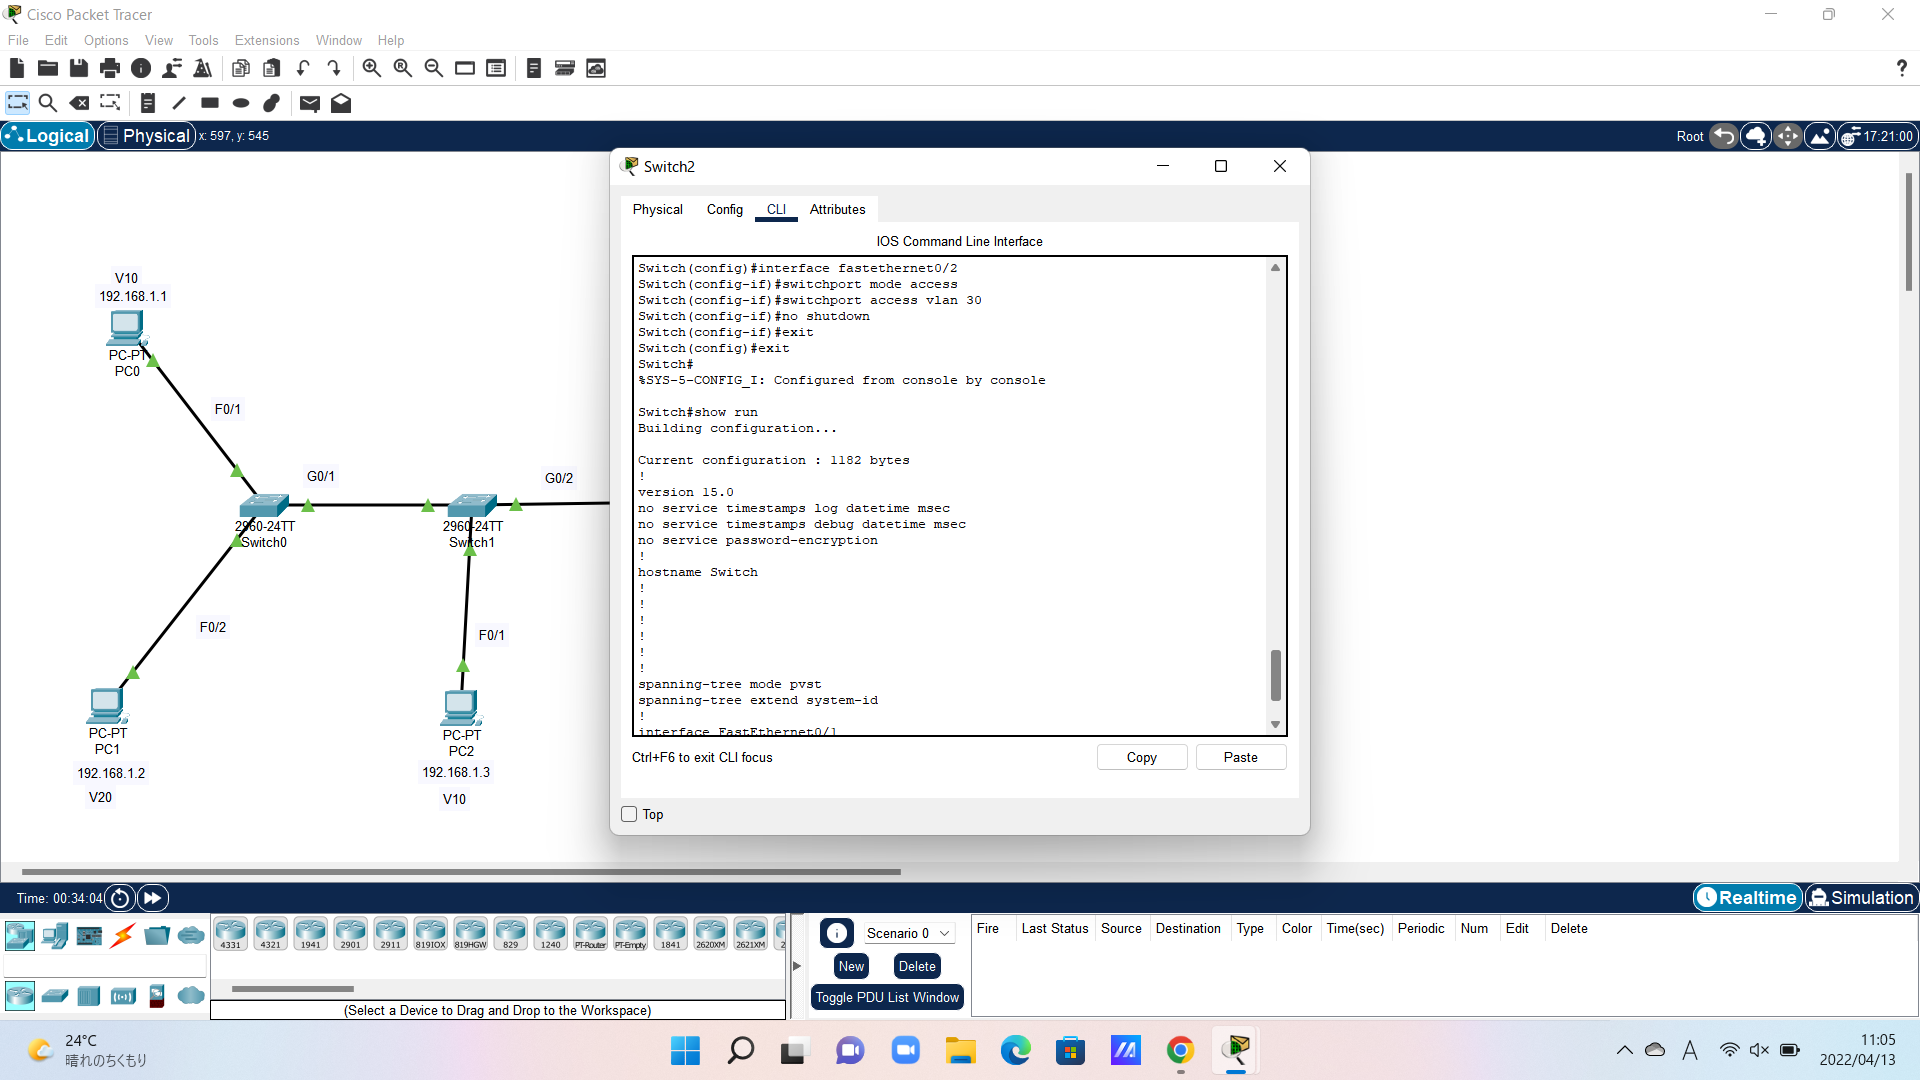 Cisco Packet Tracer
File Edit Options View Tools Extensions Window Help
?
Logical Physical x: 597, y: 545
Root 17:21:00
V10
192.168.1.1
PC-PT
PC0
F0/1
G0/1
G0/2
2960-24TT
Switch0
2960-24TT
Switch1
F0/2
F0/1
PC-PT
PC1
192.168.1.2
V20
PC-PT
PC2
192.168.1.3
V10
Switch2
Physical Config CLI Attributes
IOS Command Line Interface
Switch(config)#interface fastethernet0/2
Switch(config-if)#switchport mode access
Switch(config-if)#switchport access vlan 30
Switch(config-if)#no shutdown
Switch(config-if)#exit
Switch(config)#exit
Switch#
%SYS-5-CONFIG_I: Configured from console by console
Switch#show run
Building configuration...
Current configuration : 1182 bytes
!
version 15.0
no service timestamps log datetime msec
no service timestamps debug datetime msec
no service password-encryption
!
hostname Switch
!
!
!
!
!
!
spanning-tree mode pvst
spanning-tree extend system-id
!
interface FastEthernet0/1
Ctrl+F6 to exit CLI focus
Copy Paste
Top
Time: 00:34:04
Realtime Simulation
4331 4321 1941 2901 2911 819IOX 819HGW 829 1240 PT-Router PT-Empty 1841 2620XM 2621XM 2
(Select a Device to Drag and Drop to the Workspace)
Scenario 0
New Delete
Toggle PDU List Window
Fire Last Status Source Destination Type Color Time(sec) Periodic Num Edit Delete
24°C
晴れのちくもり
A
11:05
2022/04/13